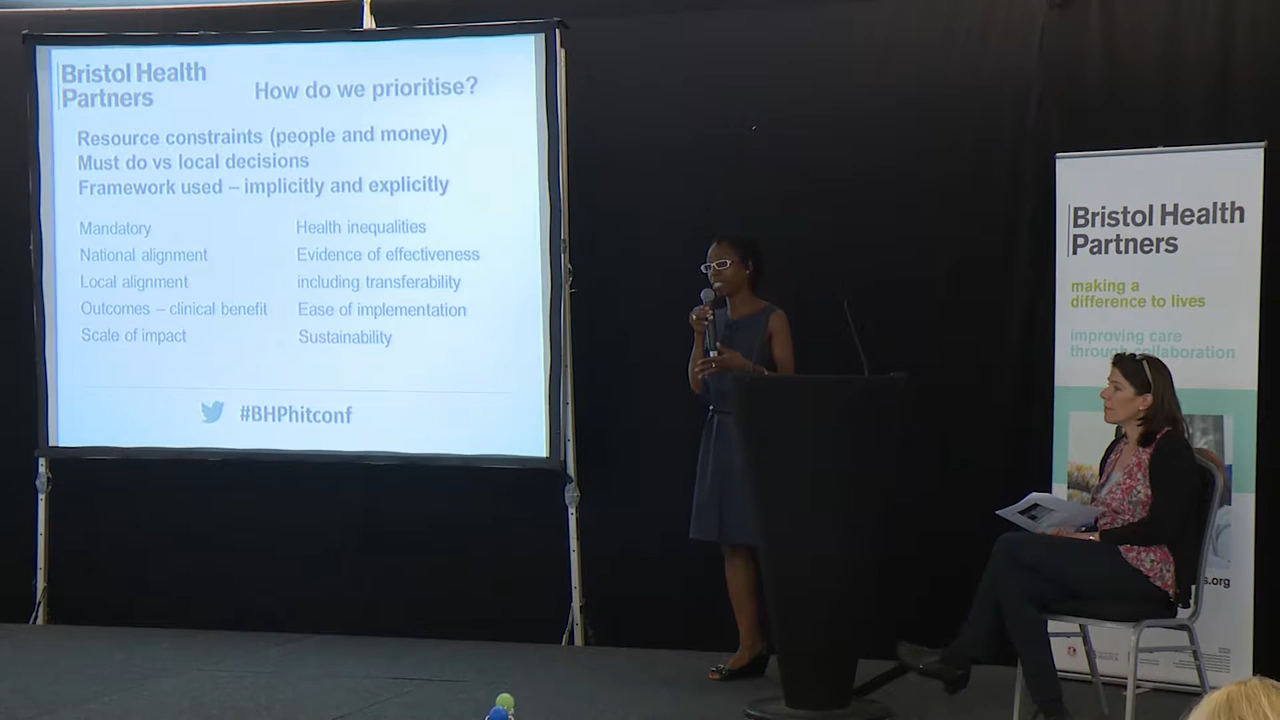 Bristol Health
Partners
How do we prioritise?
Resource constraints (people and money)
Must do vs local decisions
Framework used – implicitly and explicitly
Mandatory
National alignment
Local alignment
Outcomes – clinical benefit
Scale of impact
Health inequalities
Evidence of effectiveness
including transferability
Ease of implementation
Sustainability
#BHPhitconf
Bristol Health
Partners
making a
difference to lives
improving care
through collaboration
s.org